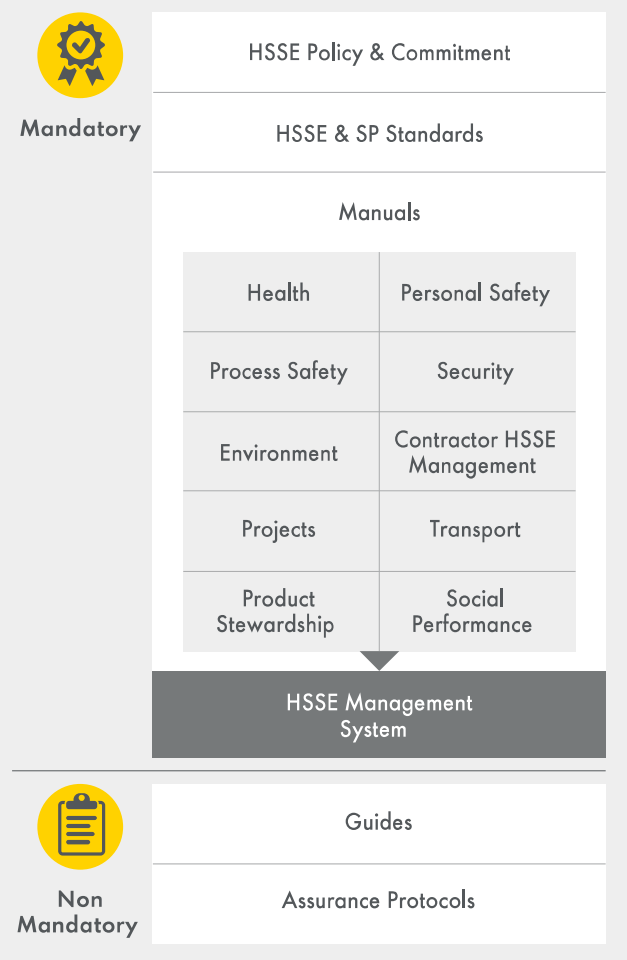 Mandatory
HSSE Policy & Commitment
HSSE & SP Standards
Manuals
Health
Personal Safety
Process Safety
Security
Environment
Contractor HSSE
Management
Projects
Transport
Product
Stewardship
Social
Performance
HSSE Management
System
Non
Mandatory
Guides
Assurance Protocols